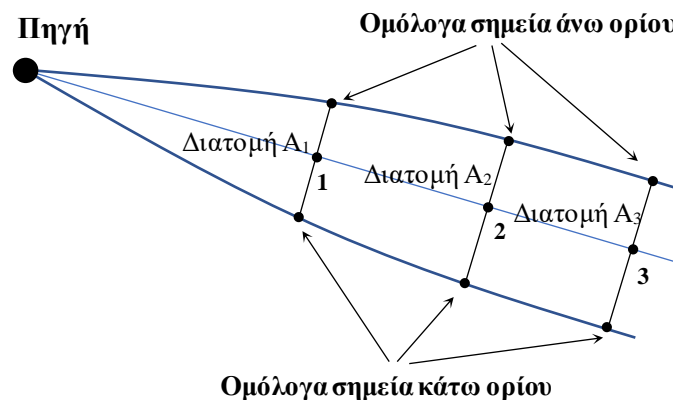 Πηγή
Ομόλογα σημεία άνω ορίου
Διατομή Α1
1
Διατομή Α2
2
Διατομή Α3
3
Ομόλογα σημεία κάτω ορίου